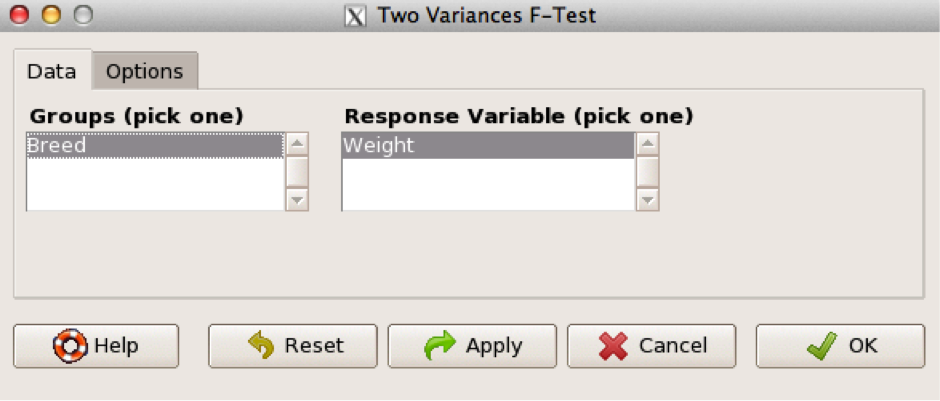 Two Variances F-Test
Data Options
Groups (pick one) Response Variable (pick one)
Breed Weight
Help Reset Apply Cancel OK